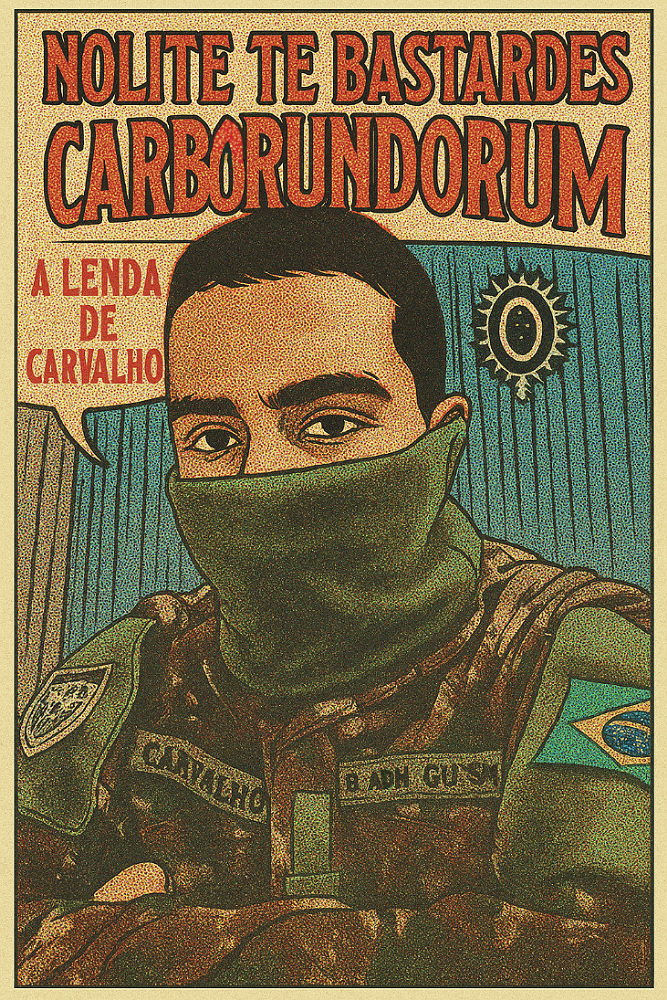 NOLITE TE BASTARDES
CARBORUNDORUM
A LENDA
DE
CARVALHO
CARVALHO
B ADM GU SM